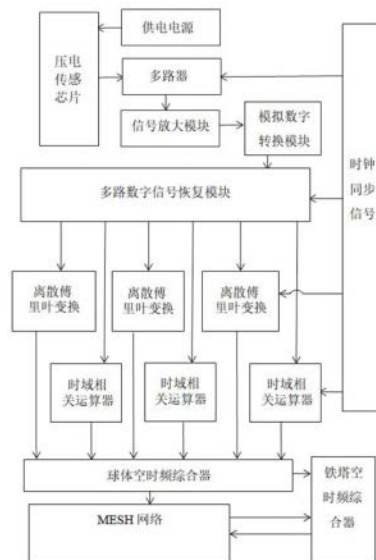 供电电源
压电
传感
芯片
多路器
信号放大模块
模拟数字
转换模块
时钟
同步
信号
多路数字信号恢复模块
离散傅
里叶变换
离散傅
里叶变换
离散傅
里叶变换
时域相
关运算器
时域相
关运算器
时域相
关运算器
球体空时频综合器
铁塔空
时频综
合器
MESH 网络